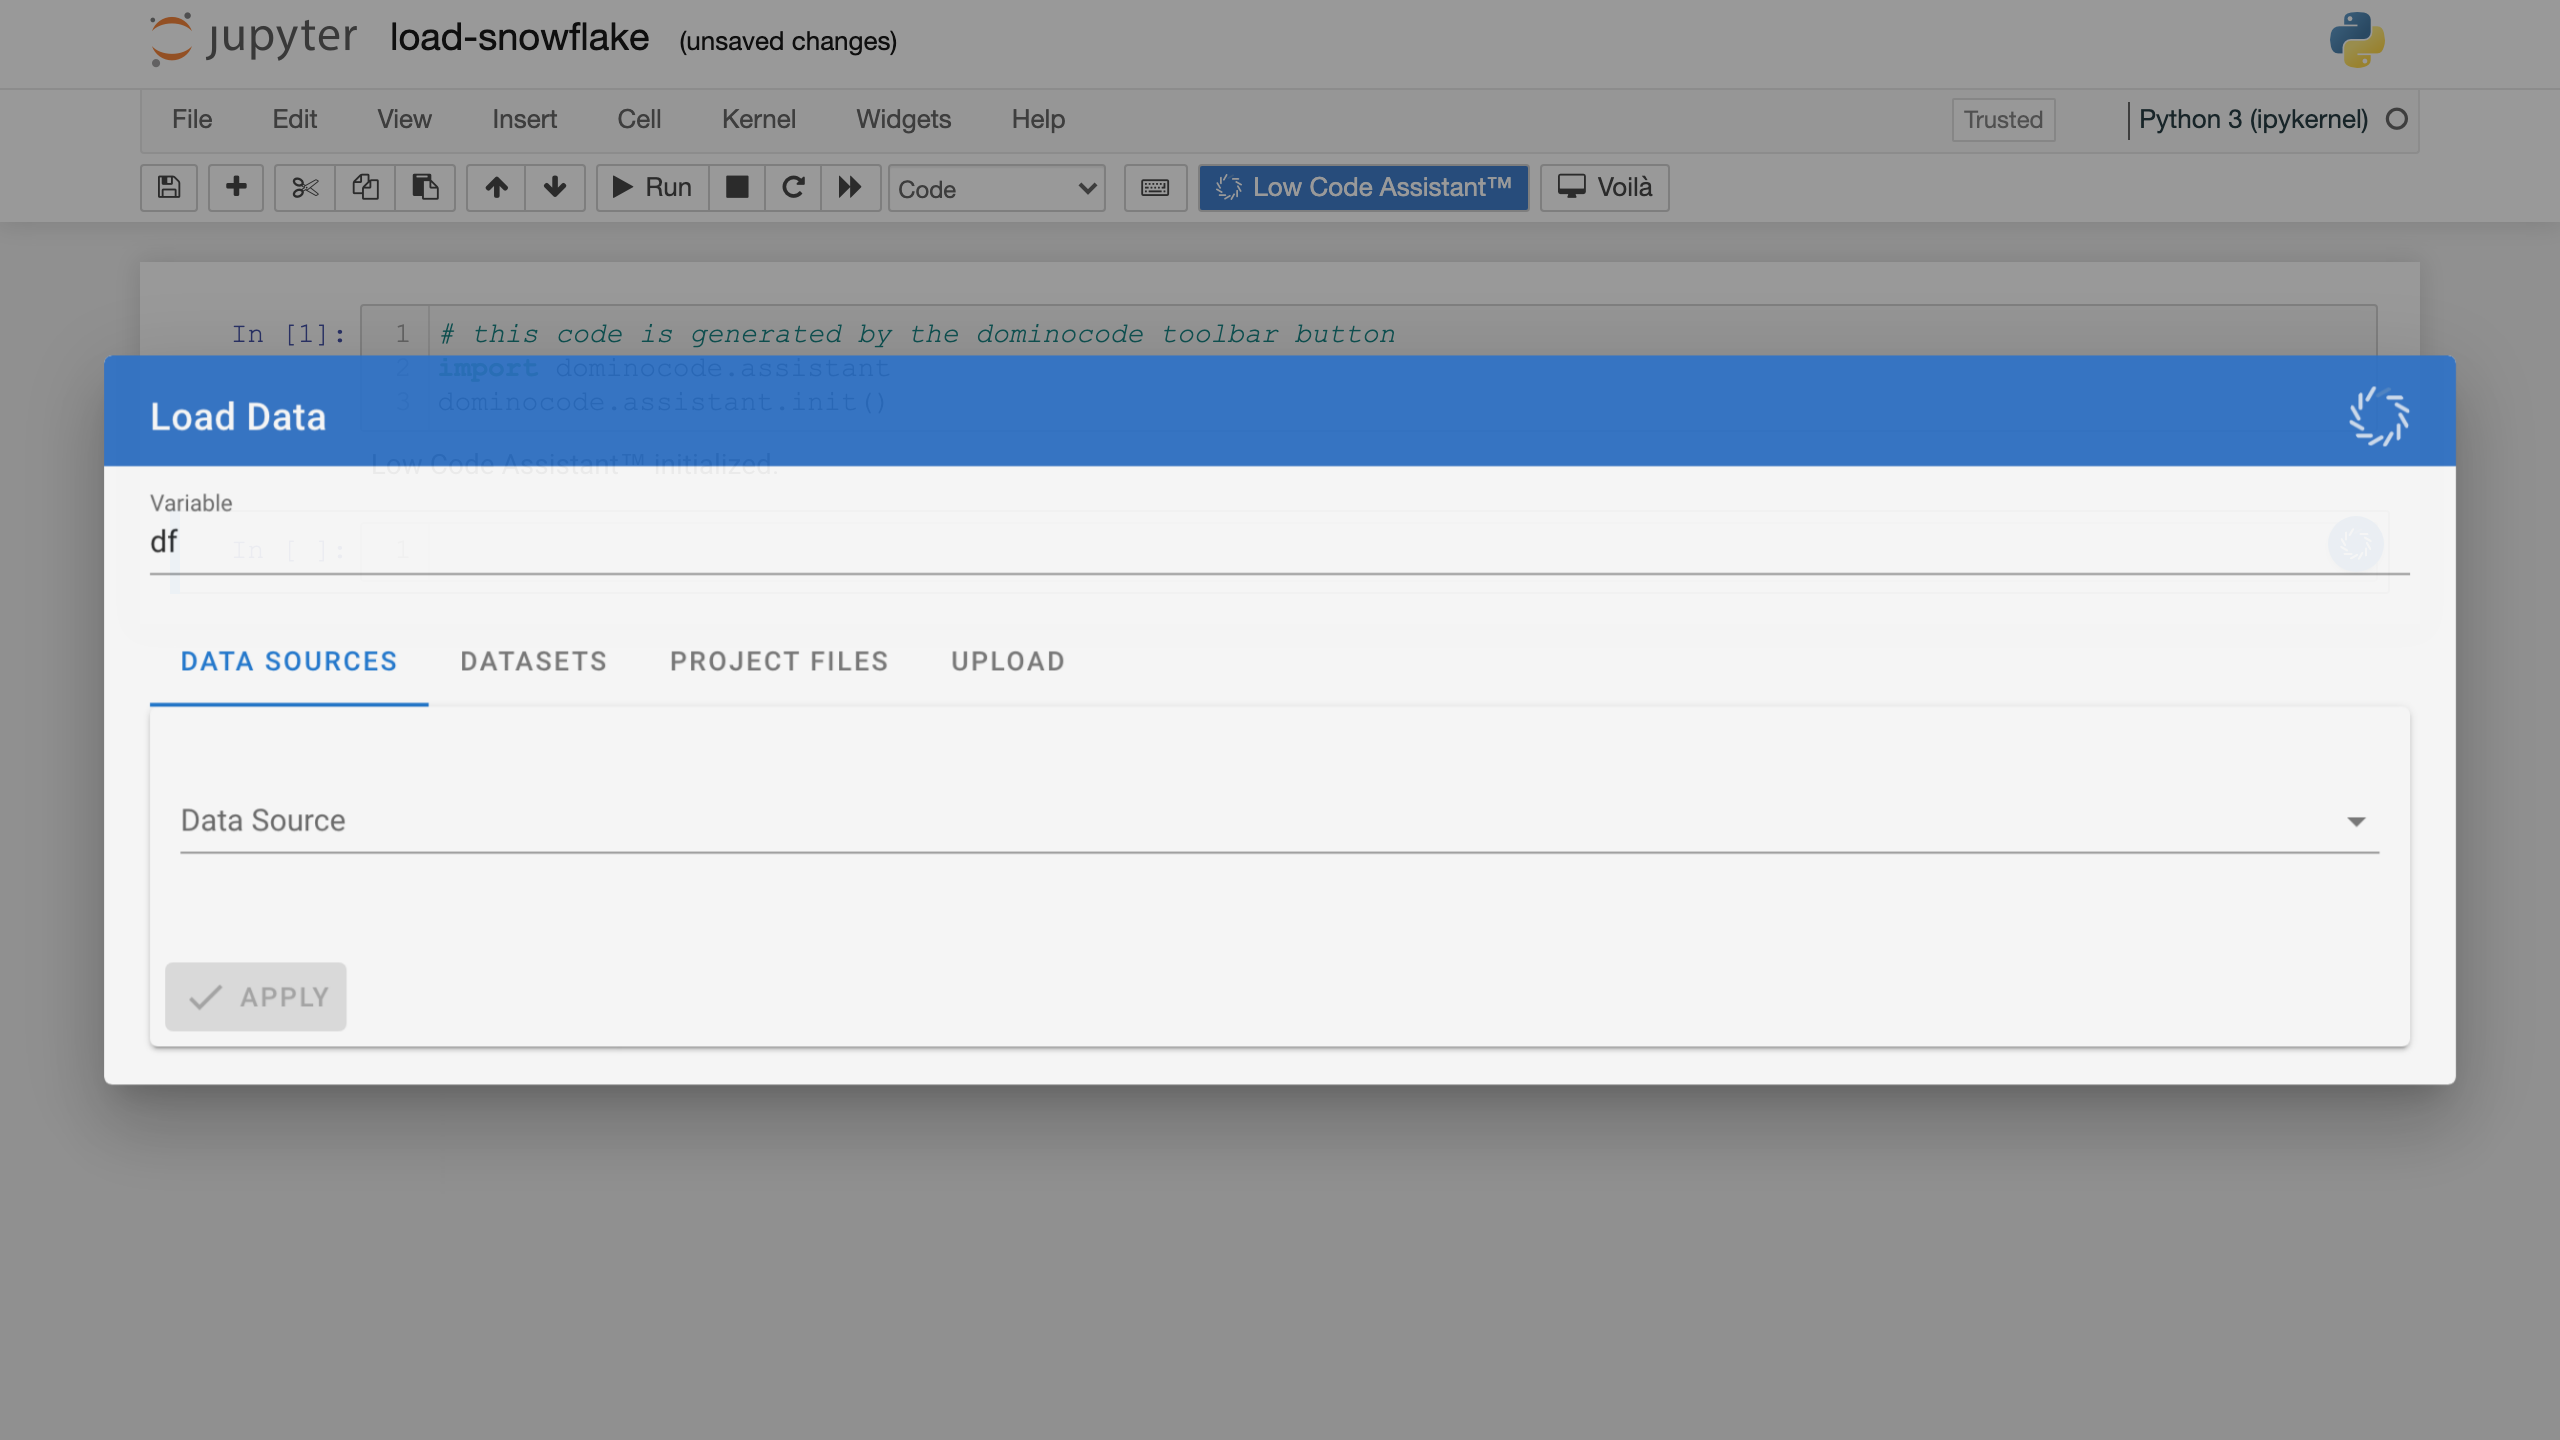 jupyter load-snowflake (unsaved changes)
File Edit View Insert Cell Kernel Widgets Help Trusted Python 3 (ipykernel)
Run Code Low Code Assistant™ Voilà
In [1]: 1 # this code is generated by the dominocode toolbar button
2 import dominocode.assistant
3 dominocode.assistant.init()
Load Data
Low Code Assistant™ initialized.
Variable
df
In [ ]: 1
DATA SOURCES DATASETS PROJECT FILES UPLOAD
Data Source
APPLY